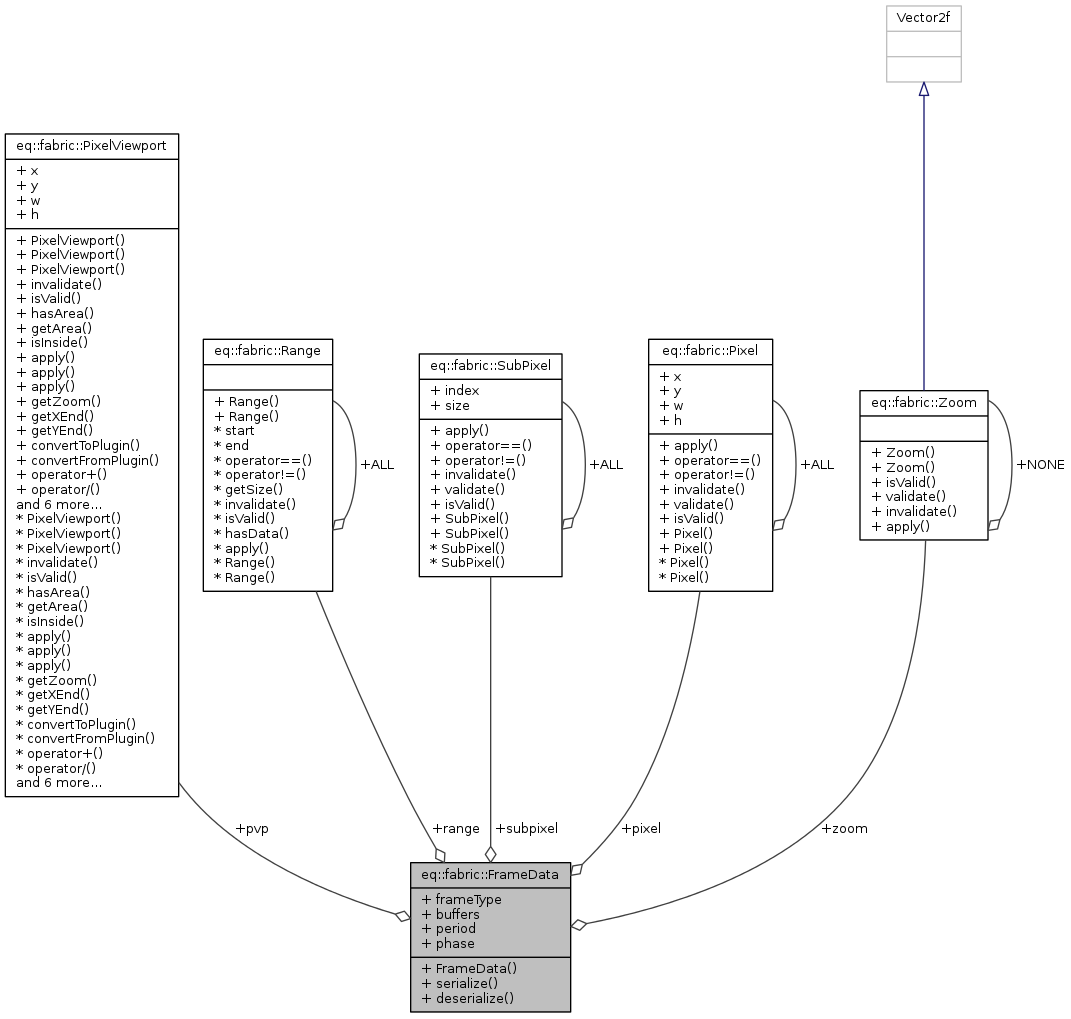 Vector2f
eq::fabric::PixelViewport
+ x
+ y
+ w
+ h
+ PixelViewport()
+ PixelViewport()
+ PixelViewport()
+ invalidate()
+ isValid()
+ hasArea()
+ getArea()
+ isInside()
+ apply()
+ apply()
+ apply()
+ getZoom()
+ getXEnd()
+ getYEnd()
+ convertToPlugin()
+ convertFromPlugin()
+ operator+()
+ operator/()
and 6 more...
* PixelViewport()
* PixelViewport()
* PixelViewport()
* invalidate()
* isValid()
* hasArea()
* getArea()
* isInside()
* apply()
* apply()
* apply()
* getZoom()
* getXEnd()
* getYEnd()
* convertToPlugin()
* convertFromPlugin()
* operator+()
* operator/()
and 6 more...
eq::fabric::Range
+ Range()
+ Range()
* start
* end
* operator==()
* operator!=()
* getSize()
* invalidate()
* isValid()
* hasData()
* apply()
* Range()
* Range()
+ALL
eq::fabric::SubPixel
+ index
+ size
+ apply()
+ operator==()
+ operator!=()
+ invalidate()
+ validate()
+ isValid()
+ SubPixel()
+ SubPixel()
* SubPixel()
* SubPixel()
+ALL
eq::fabric::Pixel
+ x
+ y
+ w
+ h
+ apply()
+ operator==()
+ operator!=()
+ invalidate()
+ validate()
+ isValid()
+ Pixel()
+ Pixel()
* Pixel()
* Pixel()
+ALL
eq::fabric::Zoom
+ Zoom()
+ Zoom()
+ isValid()
+ validate()
+ invalidate()
+ apply()
+NONE
+pvp
+range
+subpixel
+pixel
+zoom
eq::fabric::FrameData
+ frameType
+ buffers
+ period
+ phase
+ FrameData()
+ serialize()
+ deserialize()